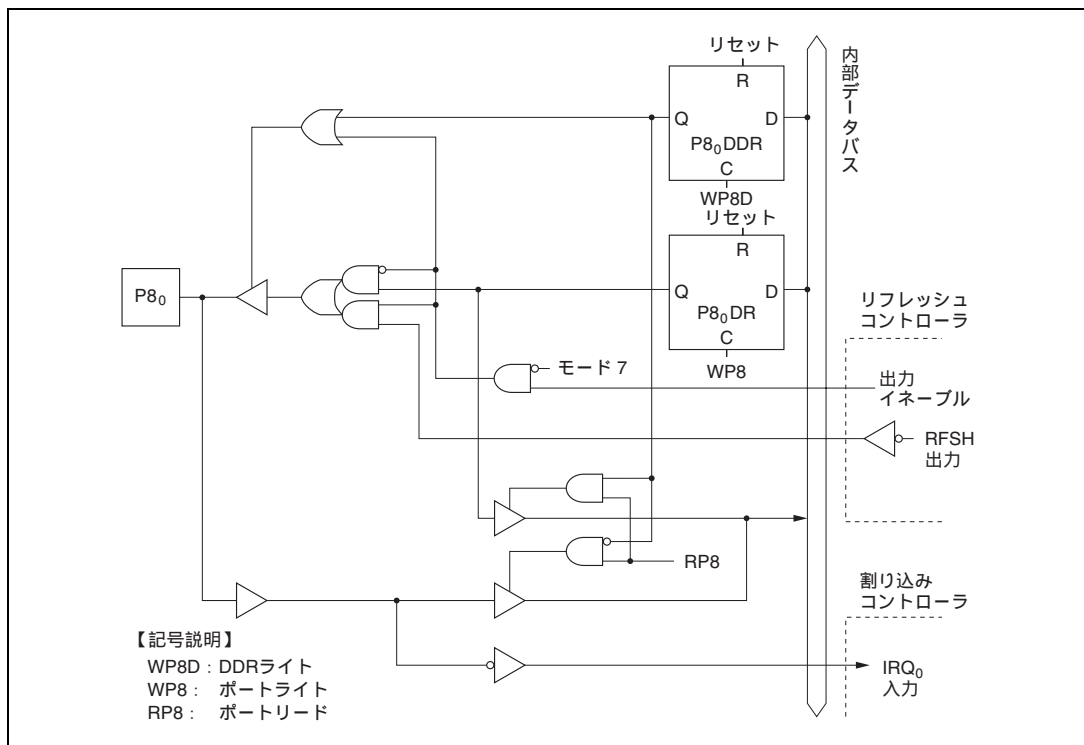 リセット
R
Q
D
P8₀DDR
C
WP8D
リセット
R
Q
D
P8₀DR
C
WP8
内部データバス
P8₀
モード 7
リフレッシュ
コントローラ
出力
イネーブル
RFSH
出力
RP8
割り込み
コントローラ
IRQ₀
入力
【記号説明】
WP8D : DDRライト
WP8 : ポートライト
RP8 : ポートリード